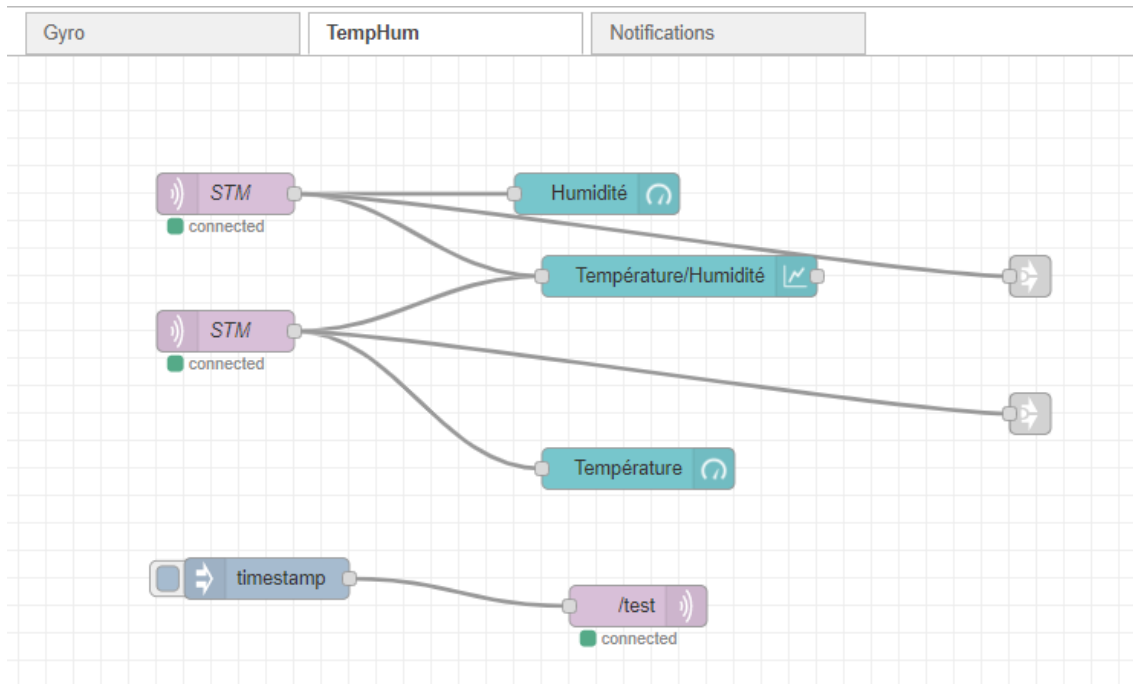 Gyro
TempHum
Notifications
STM
connected
Humidité
Température/Humidité
STM
connected
Température
timestamp
/test
connected